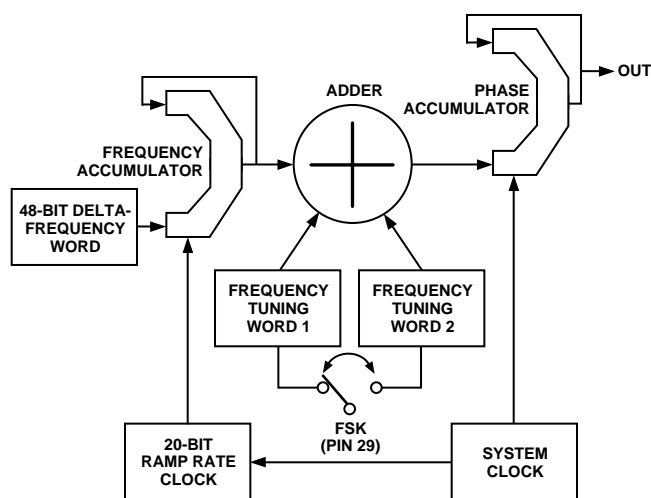 OUT
ADDER
PHASE
ACCUMULATOR
FREQUENCY
ACCUMULATOR
48-BIT DELTA-
FREQUENCY
WORD
FREQUENCY
TUNING
WORD 1
FREQUENCY
TUNING
WORD 2
FSK
(PIN 29)
20-BIT
RAMP RATE
CLOCK
SYSTEM
CLOCK